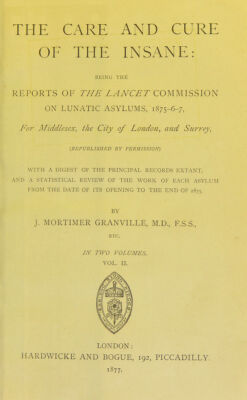 THE CARE AND CURE
OF THE INSANE:
BEING THE
REPORTS OF THE LANCET COMMISSION
ON LUNATIC ASYLUMS, 1875-6-7,
For Middlesex, the City of London, and Surrey,
(REPUBLISHED BY PERMISSION)
WITH A DIGEST OF THE PRINCIPAL RECORDS EXTANT,
AND A STATISTICAL REVIEW OF THE WORK OF EACH ASYLUM
FROM THE DATE OF ITS OPENING TO THE END OF 1875.
BY
J. MORTIMER GRANVILLE, M.D., F.S.S.,
ETC.
IN TWO VOLUMES.
VOL. II.
LONDON:
HARDWICKE AND BOGUE, 192, PICCADILLY.
1877.